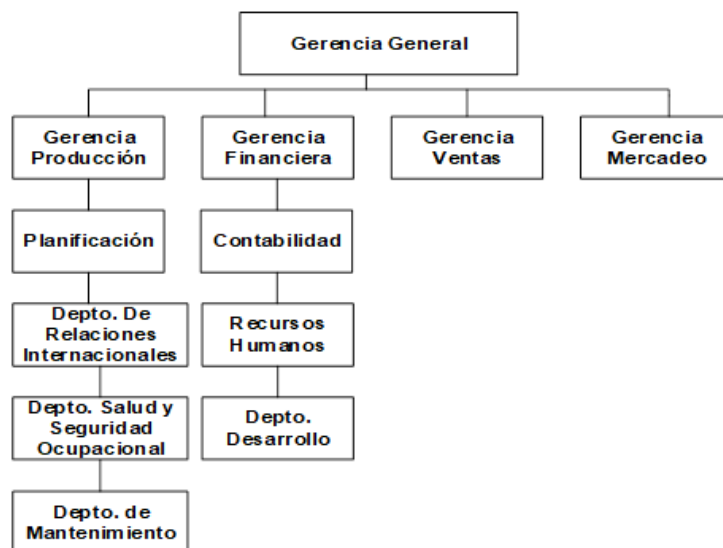 Gerencia General
Gerencia
Producción
Gerencia
Financiera
Gerencia
Ventas
Gerencia
Mercadeo
Planificación
Contabilidad
Depto. De
Relaciones
Internacionales
Recursos
Humanos
Depto. Salud y
Seguridad
Ocupacional
Depto.
Desarrollo
Depto. de
Mantenimiento